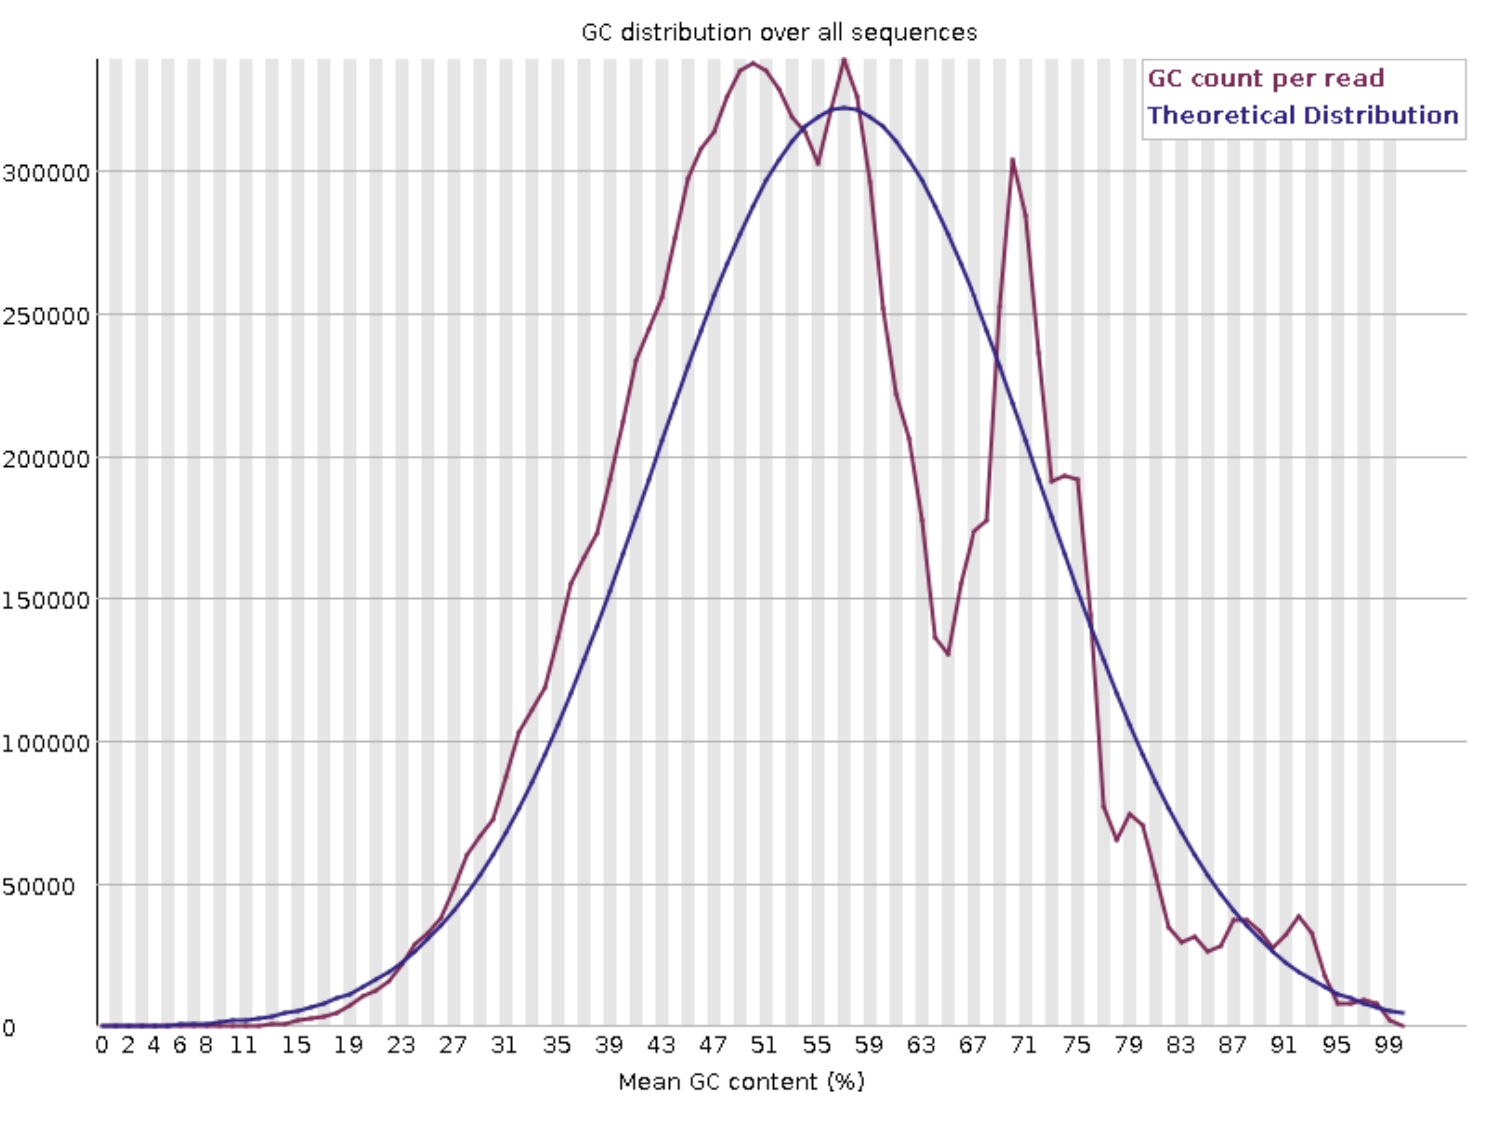 GC distribution over all sequences
GC count per read
Theoretical Distribution
300000
250000
200000
150000
100000
50000
0
0 2 4 6 8 11 15 19 23 27 31 35 39 43 47 51 55 59 63 67 71 75 79 83 87 91 95 99
Mean GC content (%)